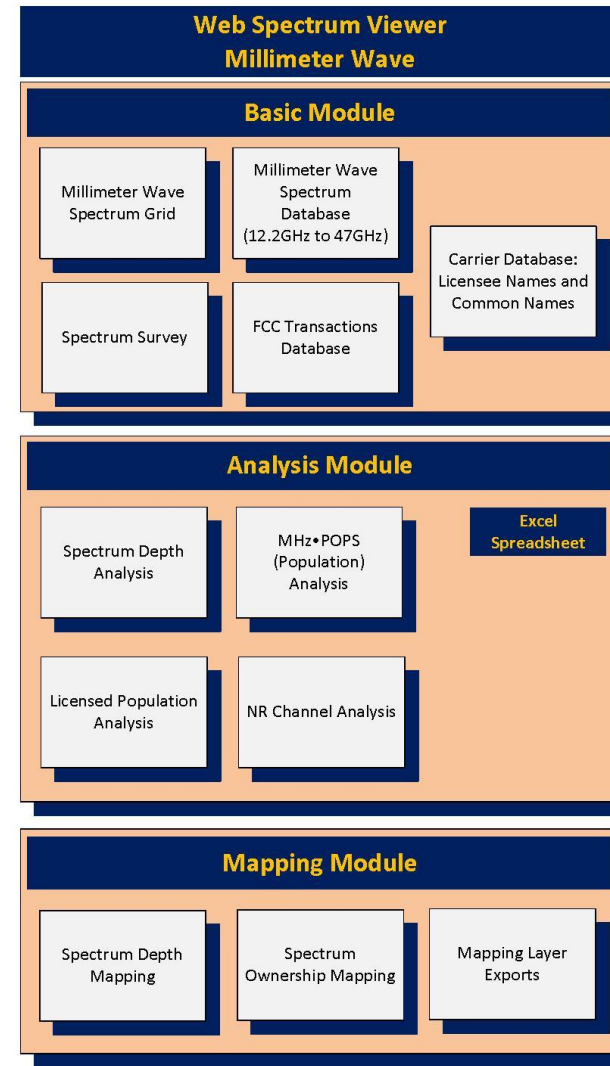 Web Spectrum Viewer
Millimeter Wave
Basic Module
Millimeter Wave
Spectrum Grid
Millimeter Wave
Spectrum
Database
(12.2GHz to 47GHz)
Carrier Database:
Licensee Names and
Common Names
Spectrum Survey
FCC Transactions
Database
Analysis Module
Spectrum Depth
Analysis
MHz•POPS
(Population)
Analysis
Excel
Spreadsheet
Licensed Population
Analysis
NR Channel Analysis
Mapping Module
Spectrum Depth
Mapping
Spectrum
Ownership Mapping
Mapping Layer
Exports